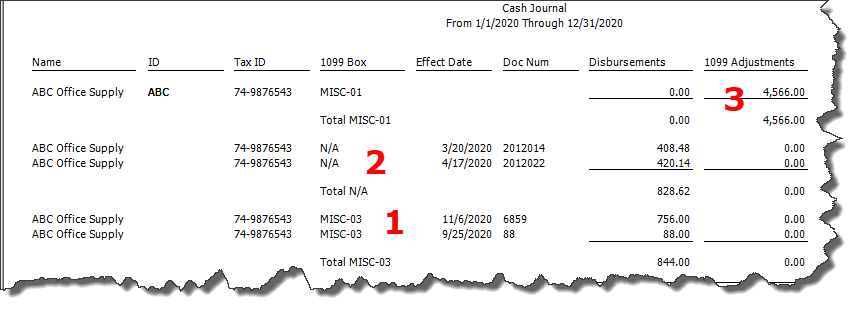 Cash Journal
From 1/1/2020 Through 12/31/2020
Name ID Tax ID 1099 Box Effect Date Doc Num Disbursements 1099 Adjustments
ABC Office Supply ABC 74-9876543 MISC-01 0.00 4,566.00
3
Total MISC-01 0.00 4,566.00
ABC Office Supply 74-9876543 N/A 3/20/2020 2012014 408.48 0.00
ABC Office Supply 74-9876543 N/A 4/17/2020 2012022 420.14 0.00
2
Total N/A 828.62 0.00
ABC Office Supply 74-9876543 MISC-03 11/6/2020 6859 756.00 0.00
ABC Office Supply 74-9876543 MISC-03 9/25/2020 88 88.00 0.00
1
Total MISC-03 844.00 0.00